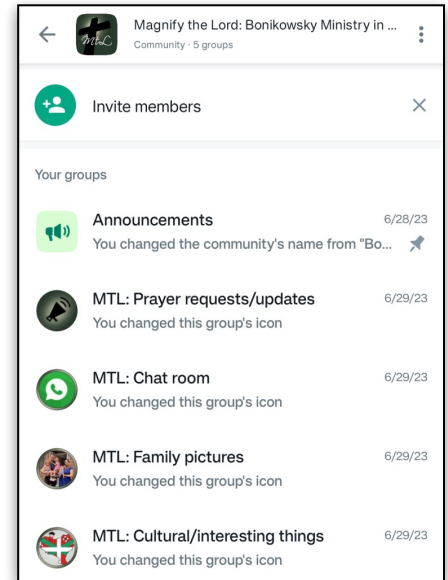 Magnify the Lord: Bonikowsky Ministry in ...
Community · 5 groups
MtL
Invite members
Your groups
Announcements
6/28/23
You changed the community's name from "Bo...
MTL: Prayer requests/updates
6/29/23
You changed this group's icon
MTL: Chat room
6/29/23
You changed this group's icon
MTL: Family pictures
6/29/23
You changed this group's icon
MTL: Cultural/interesting things
6/29/23
You changed this group's icon